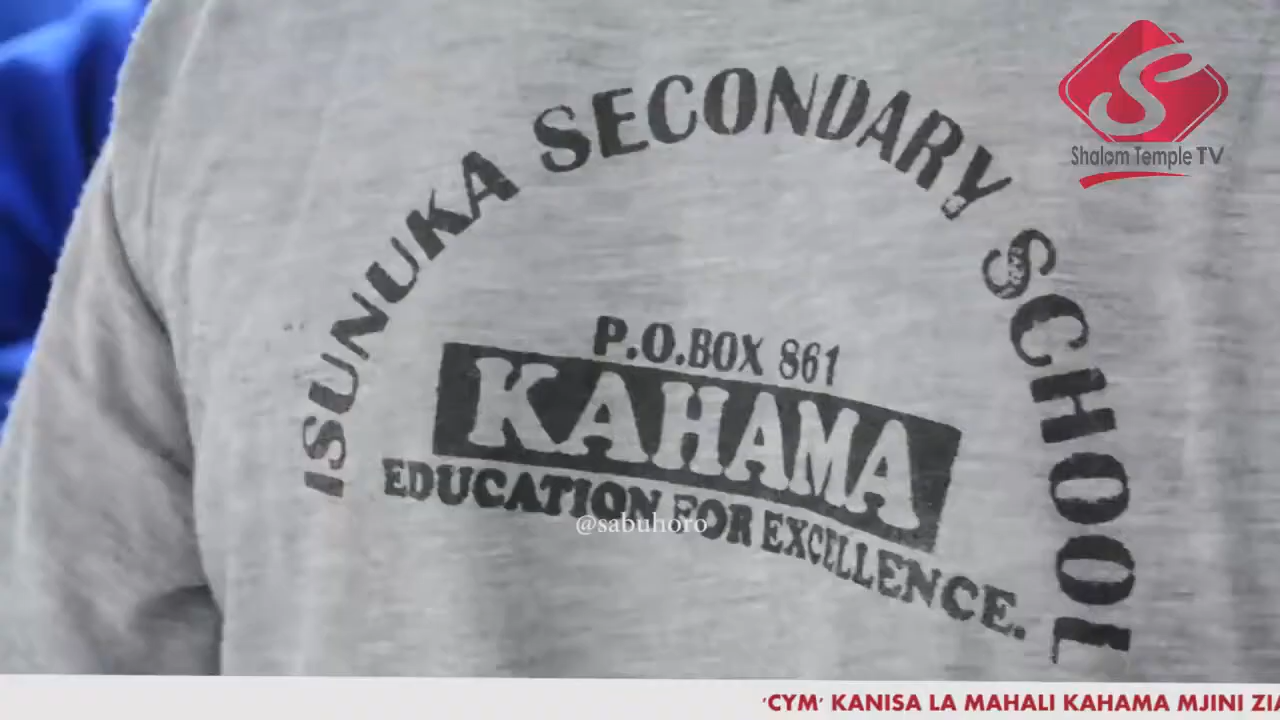 ISUNUKA SECONDARY SCHOOL
P.O.BOX 861
KAHAMA
EDUCATION FOR EXCELLENCE.
@sabuhoro
S
Shalom Temple TV
'CYM' KANISA LA MAHALI KAHAMA MJINI